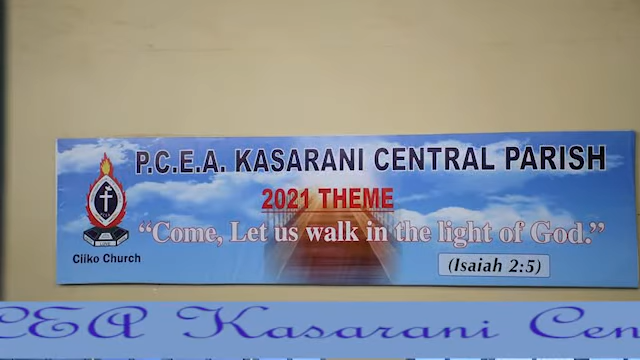 P.C.E.A. KASARANI CENTRAL PARISH
2021 THEME
“Come, Let us walk in the light of God.”
(Isaiah 2:5)
Ciiko Church
CEA Kasarani Cen